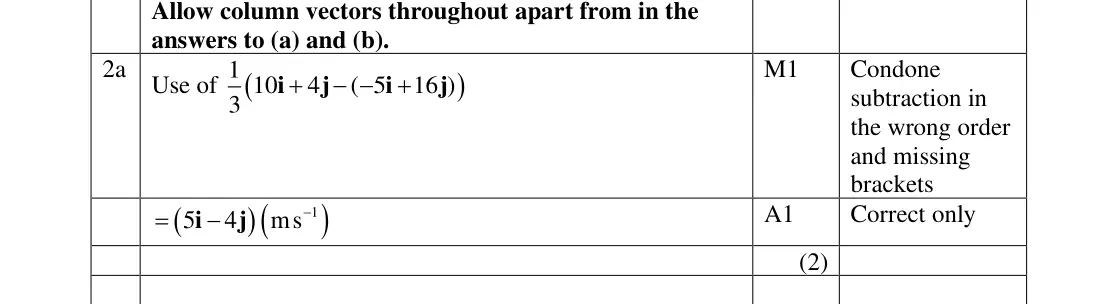 Allow column vectors throughout apart from in the
answers to (a) and (b).
2a
Use of 1/3 (10i + 4j − (−5i + 16j))
M1
Condone
subtraction in
the wrong order
and missing
brackets
= (5i − 4j) (m s⁻¹)
A1
Correct only
(2)